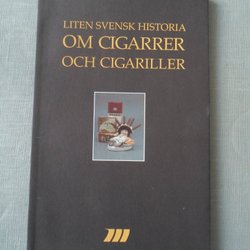 LITEN SVENSK HISTORIA
OM CIGARRER
OCH CIGARILLER